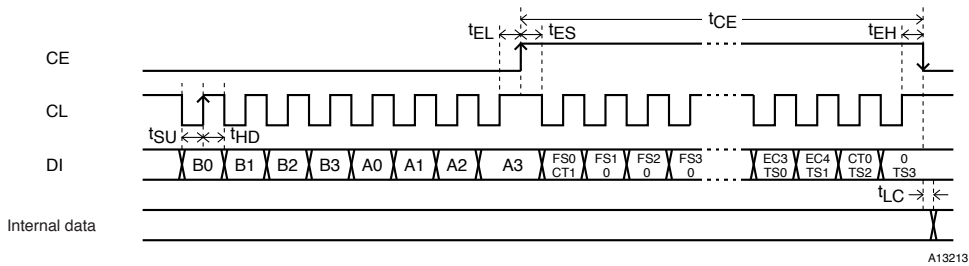 tCE
tEL tES tEH
CE
CL
tSU tHD
DI B0 B1 B2 B3 A0 A1 A2 A3 FS0 FS1 FS2 FS3 EC3 EC4 CT0 0
CT1 0 0 0 TS0 TS1 TS2 TS3
tLC
Internal data
A13213